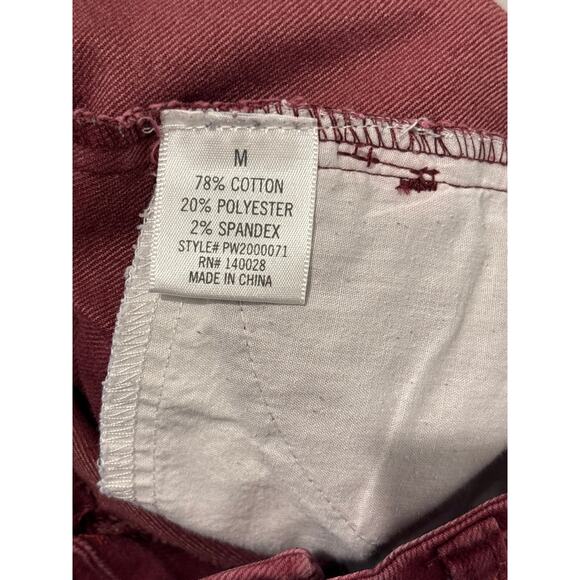 M
78% COTTON
20% POLYESTER
2% SPANDEX
STYLE# PW2000071
RN# 140028
MADE IN CHINA